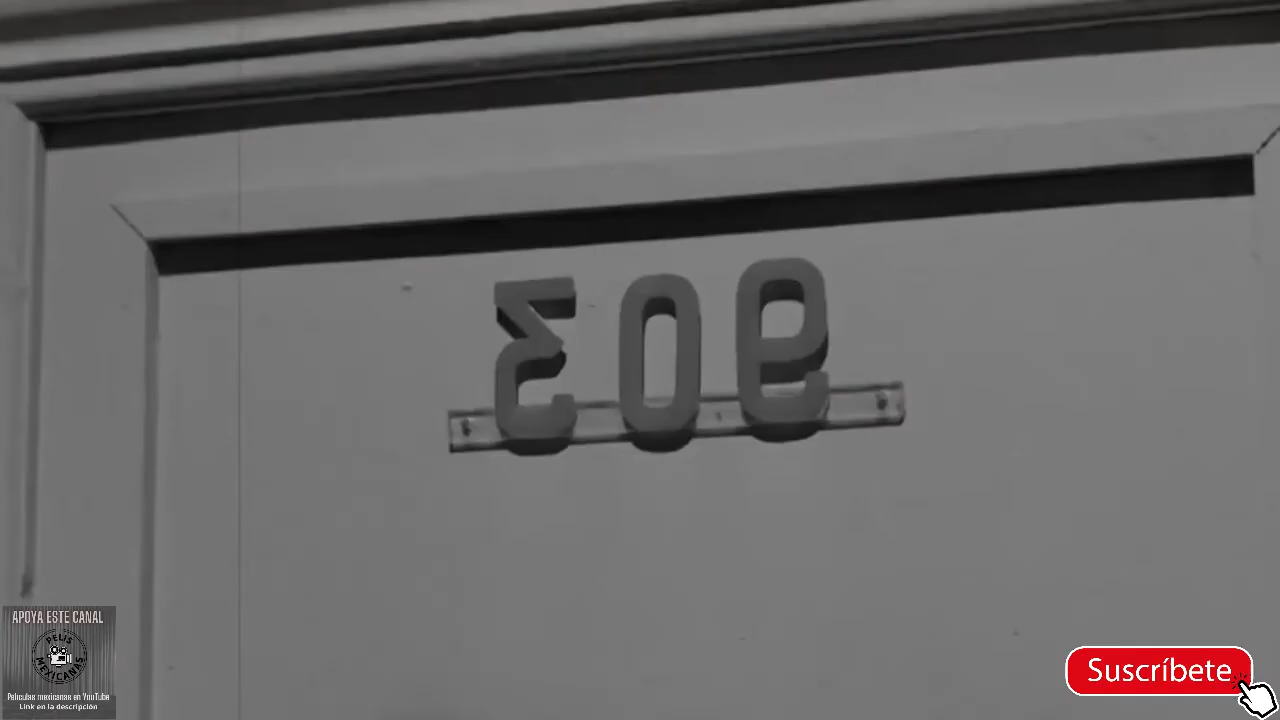 903
APOYA ESTE CANAL
PELIS
MEXICANAS
Películas mexicanas en YouTube
Link en la descripción
Suscríbete